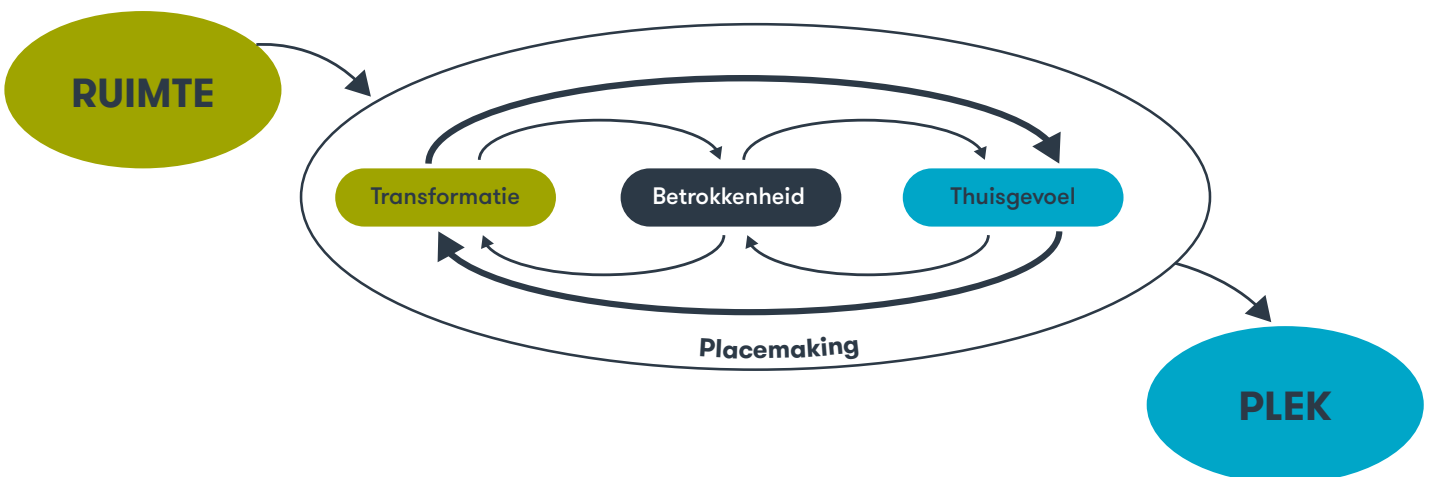 RUIMTE
Transformatie
Betrokkenheid
Thuisgevoel
Placemaking
PLEK